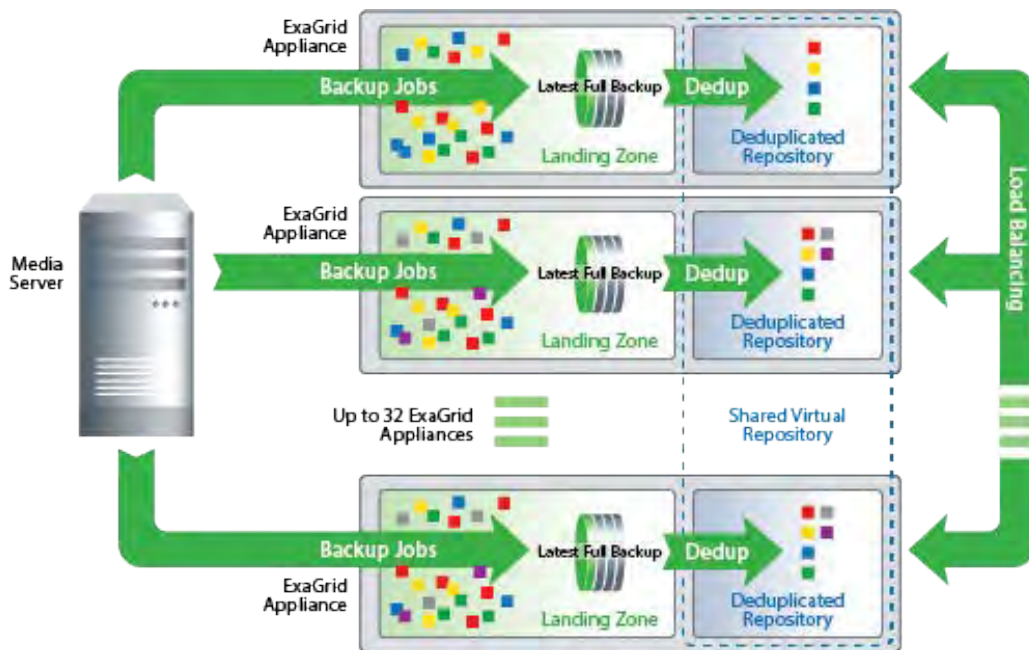 ExaGrid
Appliance
Backup Jobs
Latest Full Backup
Dedup
Landing Zone
Deduplicated
Repository
Media
Server
ExaGrid
Appliance
Backup Jobs
Latest Full Backup
Dedup
Landing Zone
Deduplicated
Repository
Load Balancing
Up to 32 ExaGrid
Appliances
Shared Virtual
Repository
Backup Jobs
Latest Full Backup
Dedup
ExaGrid
Appliance
Landing Zone
Deduplicated
Repository